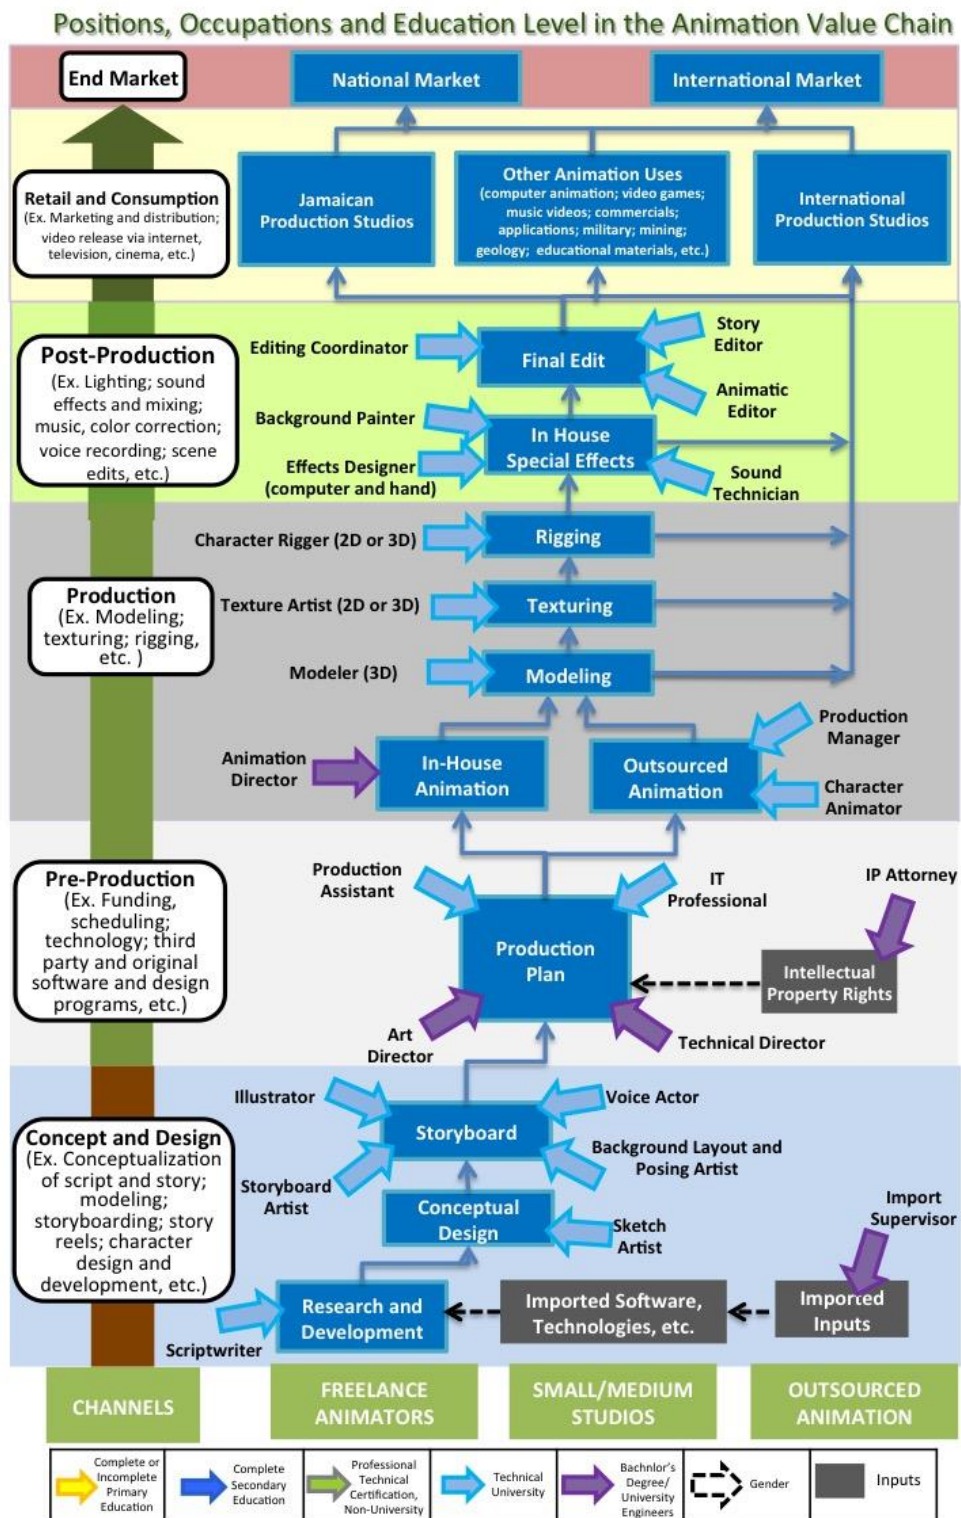 Positions, Occupations and Education Level in the Animation Value Chain
End Market
National Market
International Market
Retail and Consumption
(Ex. Marketing and distribution;
video release via internet,
television, cinema, etc.)
Jamaican
Production Studios
Other Animation Uses
(computer animation; video games;
music videos; commercials;
applications; military; mining;
geology; educational materials, etc.)
International
Production Studios
Post-Production
(Ex. Lighting; sound
effects and mixing;
music, color correction;
voice recording; scene
edits, etc.)
Editing Coordinator
Final Edit
Story
Editor
Animatic
Editor
Background Painter
In House
Special Effects
Effects Designer
(computer and hand)
Sound
Technician
Production
(Ex. Modeling;
texturing; rigging,
etc. )
Character Rigger (2D or 3D)
Rigging
Texture Artist (2D or 3D)
Texturing
Modeler (3D)
Modeling
Animation
Director
In-House
Animation
Outsourced
Animation
Production
Manager
Character
Animator
Pre-Production
(Ex. Funding,
scheduling;
technology; third
party and original
software and design
programs, etc.)
Production
Assistant
IT
Professional
IP Attorney
Production
Plan
Intellectual
Property Rights
Art
Director
Technical Director
Concept and Design
(Ex. Conceptualization
of script and story;
modeling;
storyboarding; story
reels; character
design and
development, etc.)
Illustrator
Voice Actor
Storyboard
Storyboard
Artist
Background Layout and
Posing Artist
Conceptual
Design
Sketch
Artist
Import
Supervisor
Research and
Development
Imported Software,
Technologies, etc.
Imported
Inputs
Scriptwriter
CHANNELS
FREELANCE
ANIMATORS
SMALL/MEDIUM
STUDIOS
OUTSOURCED
ANIMATION
Complete or
Incomplete
Primary
Education
Complete
Secondary
Education
Professional
Technical
Certification,
Non-University
Technical
University
Bachnlor's
Degree/
University
Engineers
Gender
Inputs